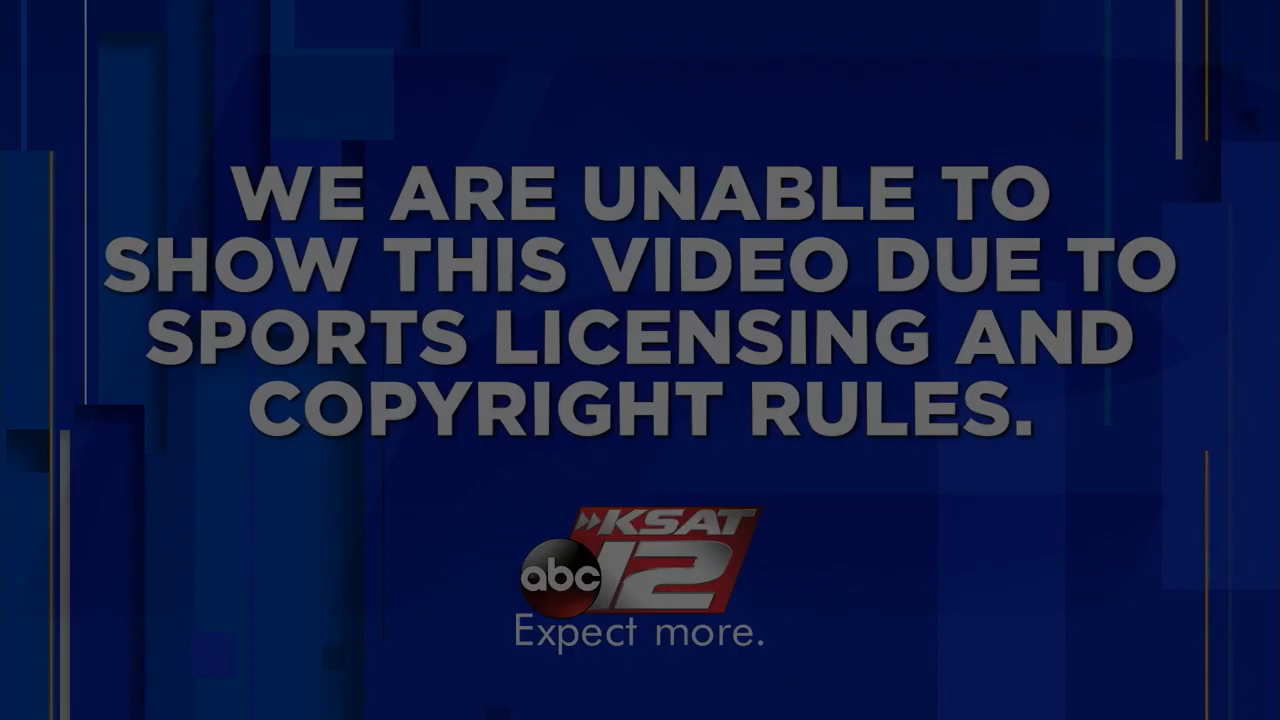 WE ARE UNABLE TO
SHOW THIS VIDEO DUE TO
SPORTS LICENSING AND
COPYRIGHT RULES.
KSAT
abc 12
Expect more.